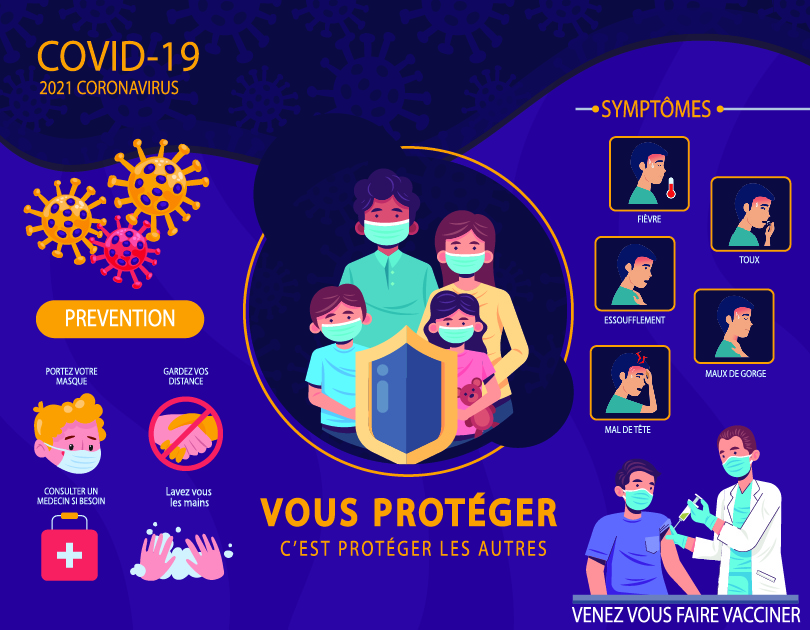 COVID-19
2021 CORONAVIRUS
PREVENTION
PORTEZ VOTRE
MASQUE
GARDEZ VOS
DISTANCE
CONSULTER UN
MEDECIN SI BESOIN
Lavez vous
les mains
VOUS PROTÉGER
C'EST PROTÉGER LES AUTRES
SYMPTÔMES
FIÈVRE
TOUX
ESSOUFFLEMENT
MAUX DE GORGE
MAL DE TÊTE
VENEZ VOUS FAIRE VACCINER